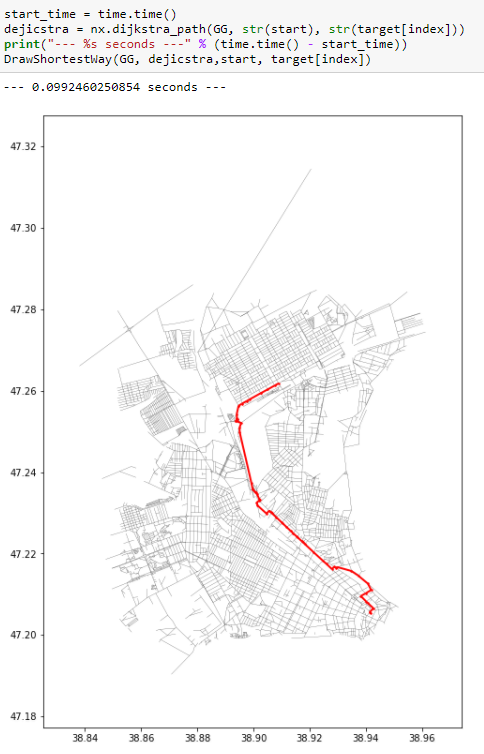 start_time = time.time()
dejicstra = nx.dijkstra_path(GG, str(start), str(target[index]))
print("--- %s seconds ---" % (time.time() - start_time))
DrawShortestWay(GG, dejicstra,start, target[index])
--- 0.0992460250854 seconds ---
47.32
47.30
47.28
47.26
47.24
47.22
47.20
47.18
38.84 38.86 38.88 38.90 38.92 38.94 38.96